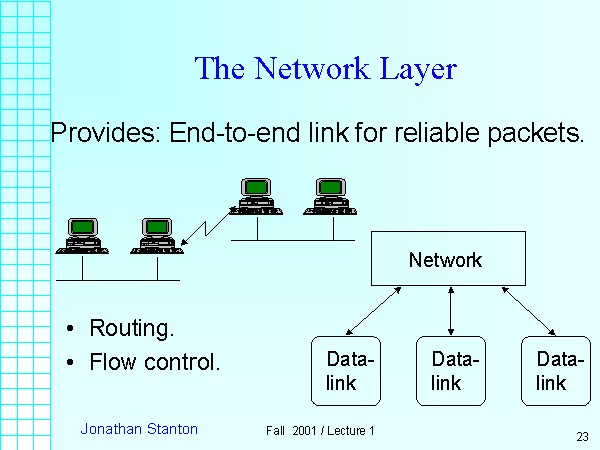 The Network Layer
Provides: End-to-end link for reliable packets.
Network
• Routing.
• Flow control.
Data-
link
Data-
link
Data-
link
Jonathan Stanton
Fall 2001 / Lecture 1
23